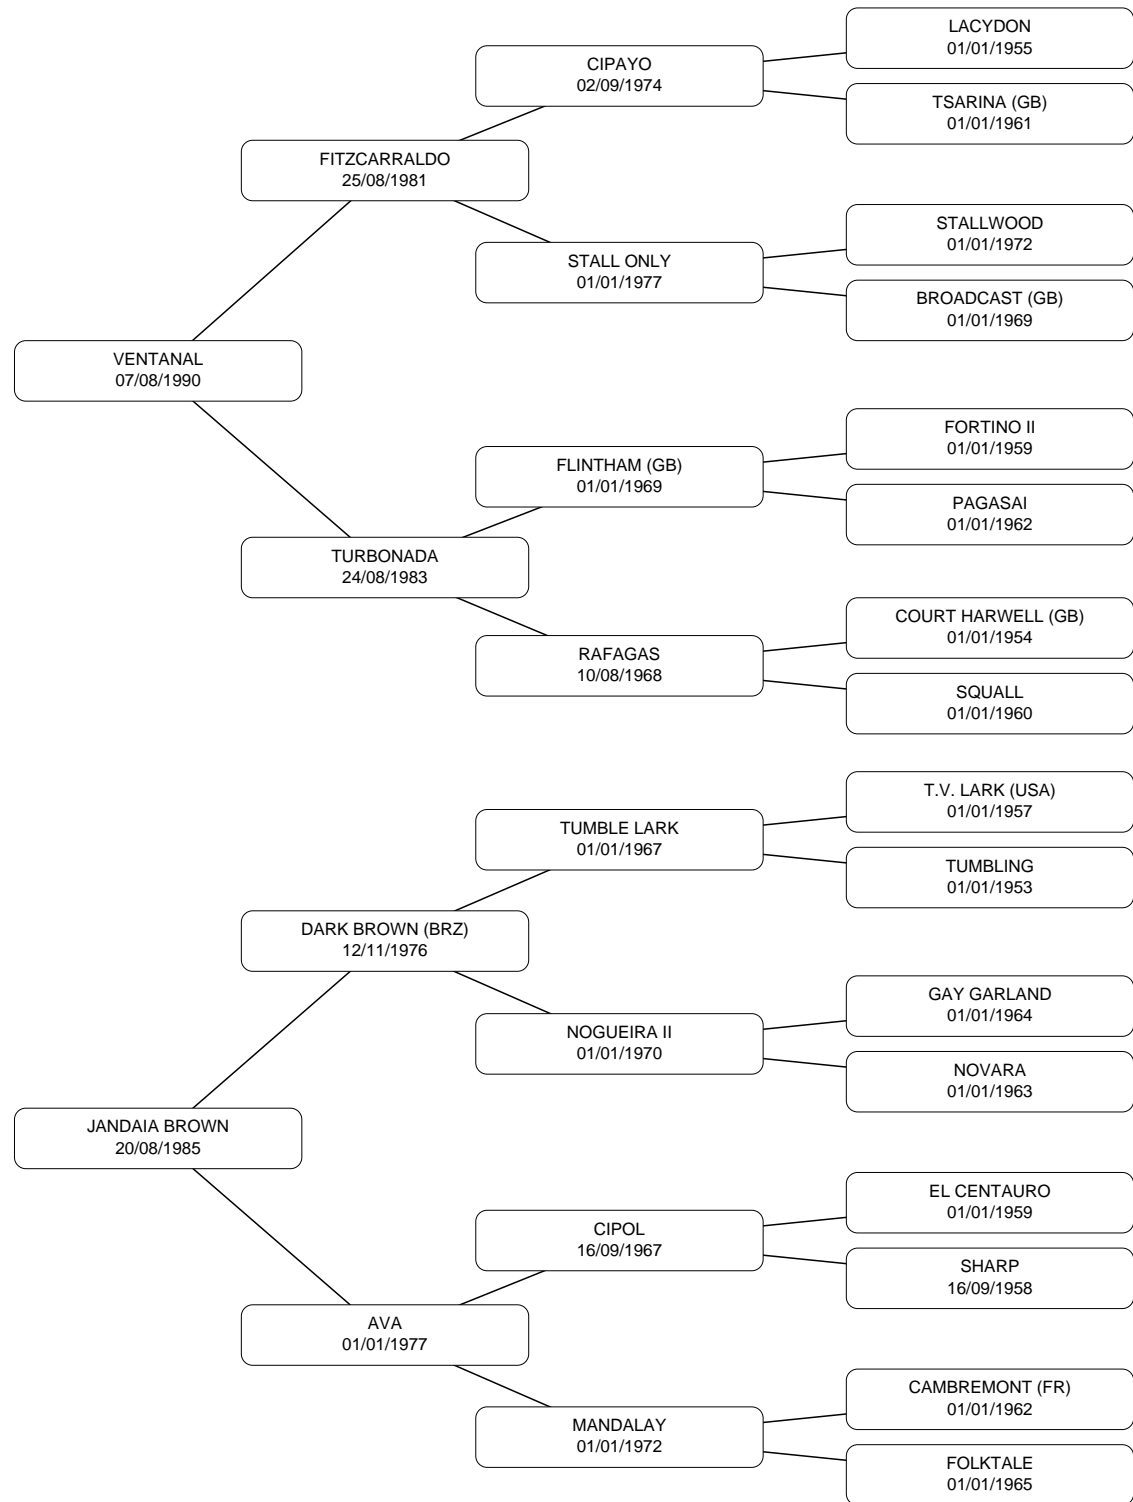 LACYDON
01/01/1955
CIPAYO
02/09/1974
TSARINA (GB)
01/01/1961
FITZCARRALDO
25/08/1981
STALLWOOD
01/01/1972
STALL ONLY
01/01/1977
BROADCAST (GB)
01/01/1969
VENTANAL
07/08/1990
FORTINO II
01/01/1959
FLINTHAM (GB)
01/01/1969
PAGASAI
01/01/1962
TURBONADA
24/08/1983
COURT HARWELL (GB)
01/01/1954
RAFAGAS
10/08/1968
SQUALL
01/01/1960
T.V. LARK (USA)
01/01/1957
TUMBLE LARK
01/01/1967
TUMBLING
01/01/1953
DARK BROWN (BRZ)
12/11/1976
GAY GARLAND
01/01/1964
NOGUEIRA II
01/01/1970
NOVARA
01/01/1963
JANDAIA BROWN
20/08/1985
EL CENTAURO
01/01/1959
CIPOL
16/09/1967
SHARP
16/09/1958
AVA
01/01/1977
CAMBREMONT (FR)
01/01/1962
MANDALAY
01/01/1972
FOLKTALE
01/01/1965